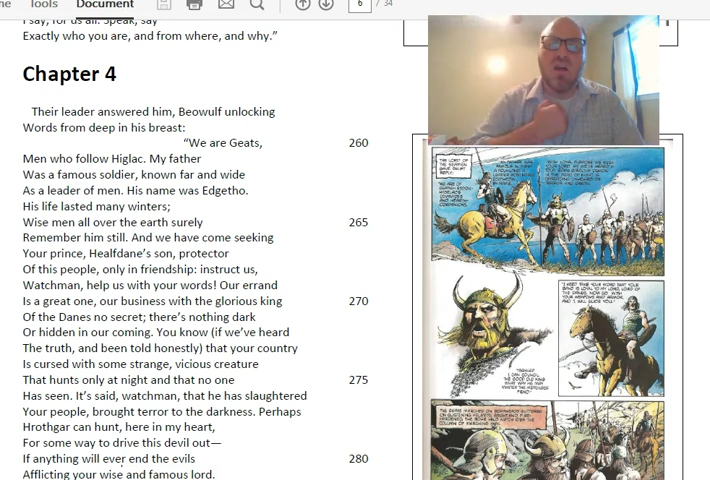 me Tools Document
6 / 34
I say, for us all. Speak, say
Exactly who you are, and from where, and why.”
Chapter 4
Their leader answered him, Beowulf unlocking
Words from deep in his breast:
“We are Geats, 260
Men who follow Higlac. My father
Was a famous soldier, known far and wide
As a leader of men. His name was Edgetho.
His life lasted many winters;
Wise men all over the earth surely 265
Remember him still. And we have come seeking
Your prince, Healfdane’s son, protector
Of this people, only in friendship: instruct us,
Watchman, help us with your words! Our errand
Is a great one, our business with the glorious king 270
Of the Danes no secret; there’s nothing dark
Or hidden in our coming. You know (if we’ve heard
The truth, and been told honestly) that your country
Is cursed with some strange, vicious creature
That hunts only at night and that no one 275
Has seen. It’s said, watchman, that he has slaughtered
Your people, brought terror to the darkness. Perhaps
Hrothgar can hunt, here in my heart,
For some way to drive this devil out—
If anything will ever end the evils 280
Afflicting your wise and famous lord.